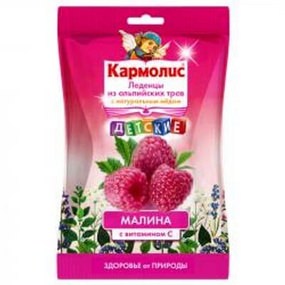 Кармолис®
Леденцы
из альпийских трав
с натуральным мёдом
ДЕТСКИЕ
МАЛИНА
с витамином С
ЗДОРОВЬЕ от ПРИРОДЫ